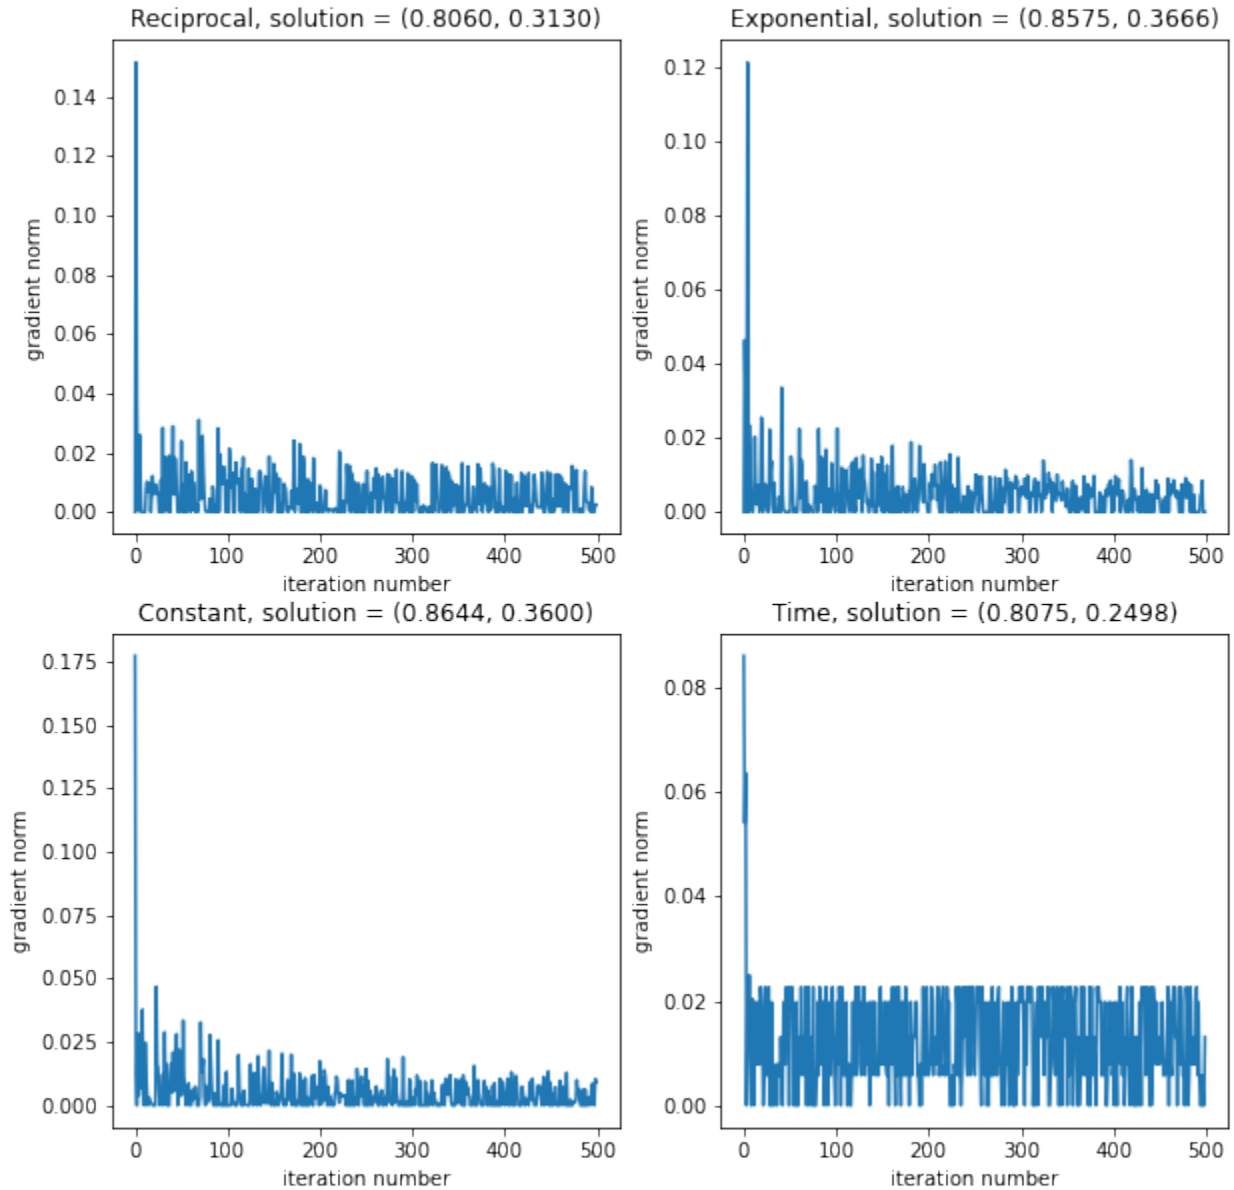 Reciprocal, solution = (0.8060, 0.3130)
0.14
0.12
0.10
0.08
0.06
0.04
0.02
0.00
gradient norm
0 100 200 300 400 500
iteration number
Exponential, solution = (0.8575, 0.3666)
0.12
0.10
0.08
0.06
0.04
0.02
0.00
gradient norm
0 100 200 300 400 500
iteration number
Constant, solution = (0.8644, 0.3600)
0.175
0.150
0.125
0.100
0.075
0.050
0.025
0.000
gradient norm
0 100 200 300 400 500
iteration number
Time, solution = (0.8075, 0.2498)
0.08
0.06
0.04
0.02
0.00
gradient norm
0 100 200 300 400 500
iteration number